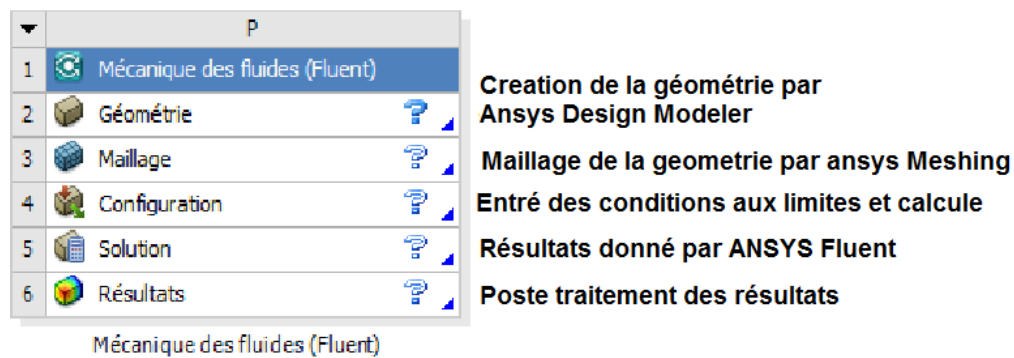 P
1 Mécanique des fluides (Fluent)
2 Géométrie ?
Creation de la géométrie par
Ansys Design Modeler
3 Maillage ?
Maillage de la geometrie par ansys Meshing
4 Configuration ?
Entré des conditions aux limites et calcule
5 Solution ?
Résultats donné par ANSYS Fluent
6 Résultats ?
Poste traitement des résultats
Mécanique des fluides (Fluent)